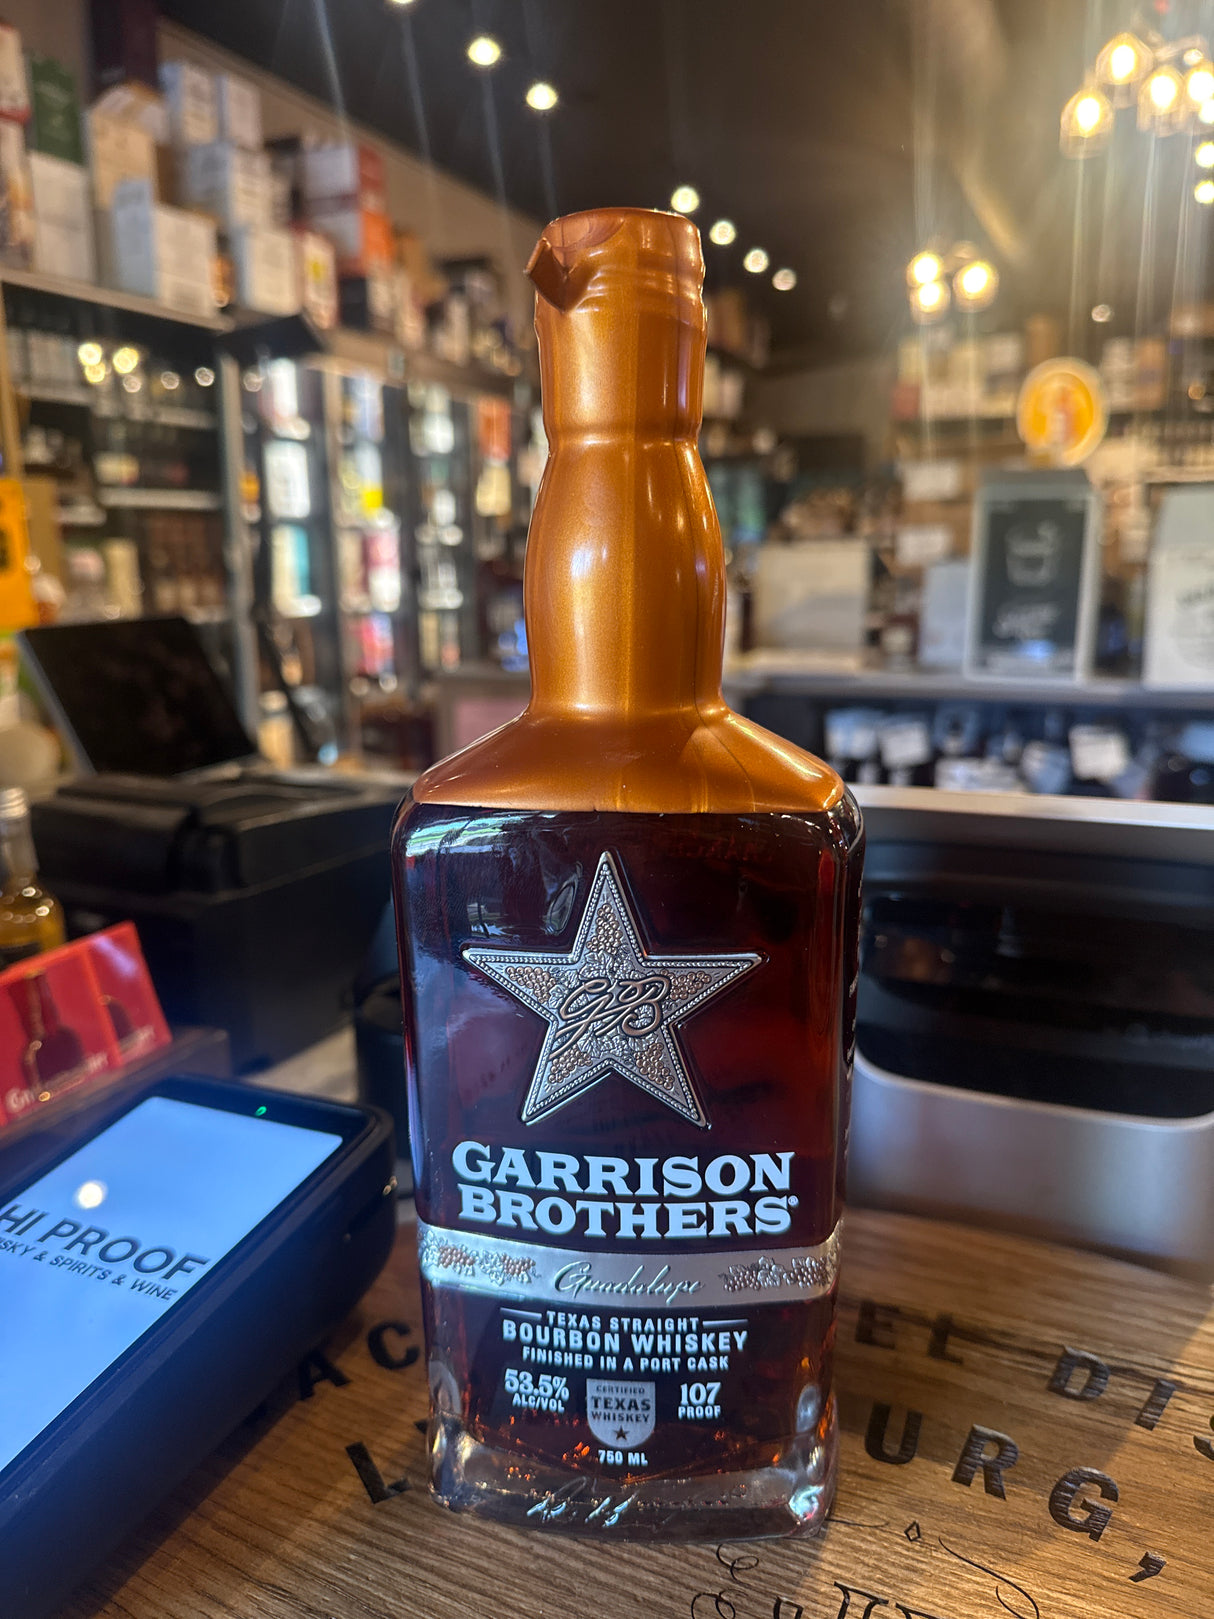 GB
GARRISON
BROTHERS®
Guadalupe
TEXAS STRAIGHT
BOURBON WHISKEY
FINISHED IN A PORT CASK
53.5%
ALC/VOL
CERTIFIED
TEXAS
WHISKEY
107
PROOF
750 ML
HI PROOF
SKY & SPIRITS & WINE
URG,